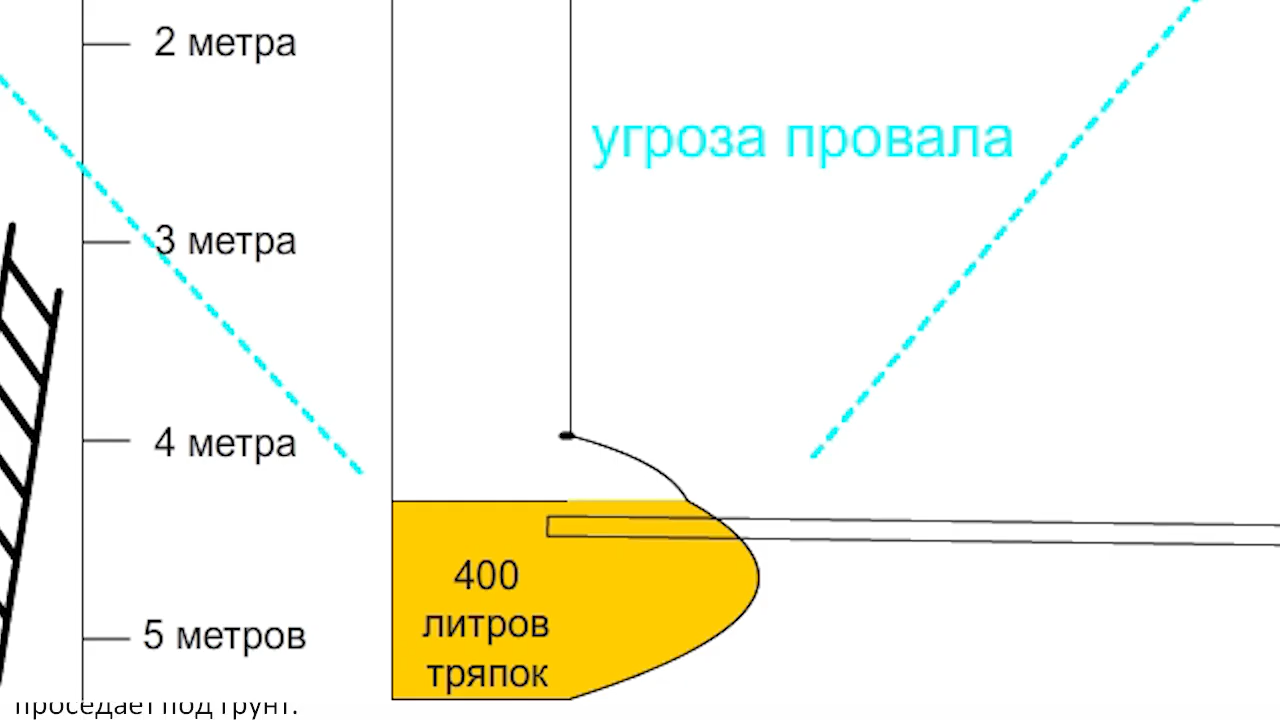 2 метра
угроза провала
3 метра
4 метра
400
литров
тряпок
5 метров
проседает под грунт.